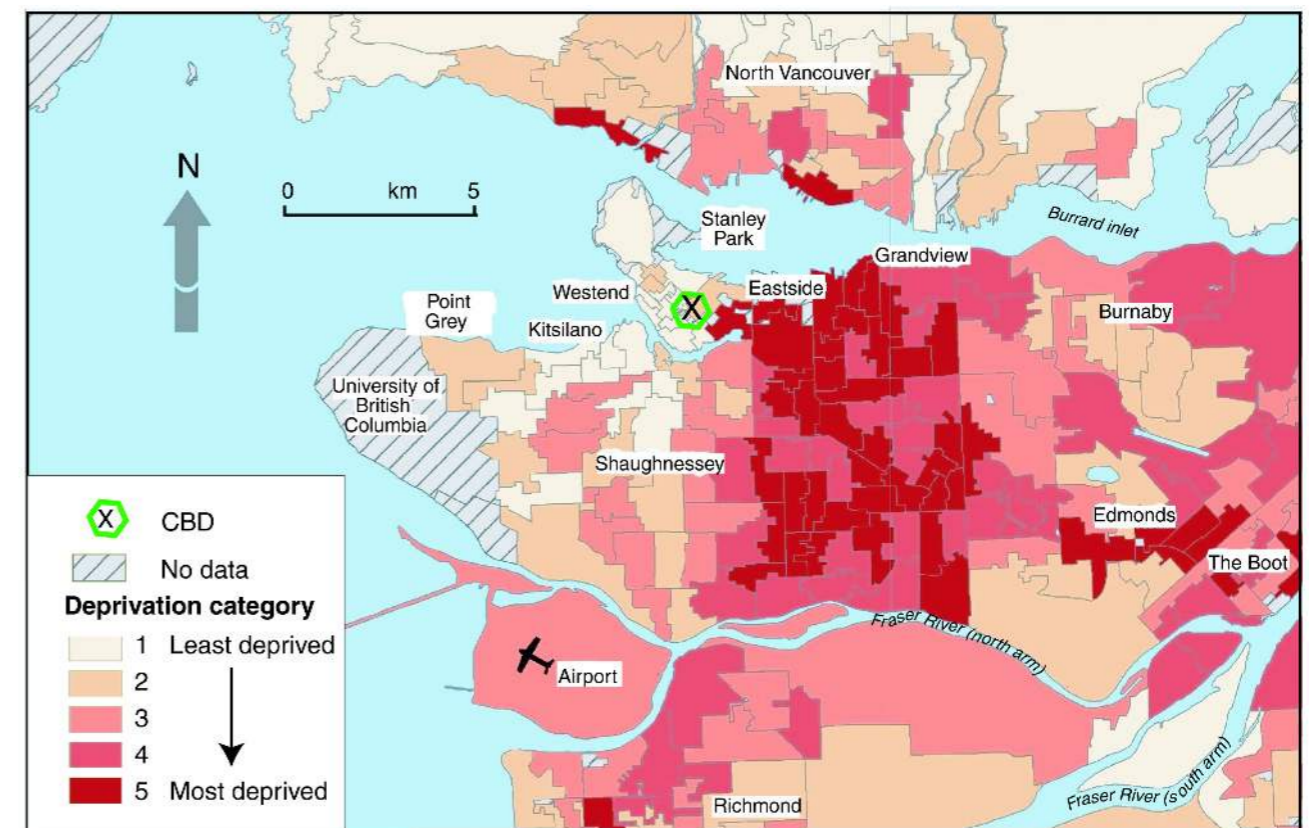 North Vancouver
N
0 km 5
Stanley
Park
Burrard inlet
Grandview
Westend
Eastside
X
Point
Grey
Kitsilano
Burnaby
University of
British
Columbia
Shaughnessey
Edmonds
The Boot
Fraser River (north arm)
Airport
Richmond
Fraser River (south arm)
X CBD
No data
Deprivation category
1 Least deprived
2
3
4
5 Most deprived